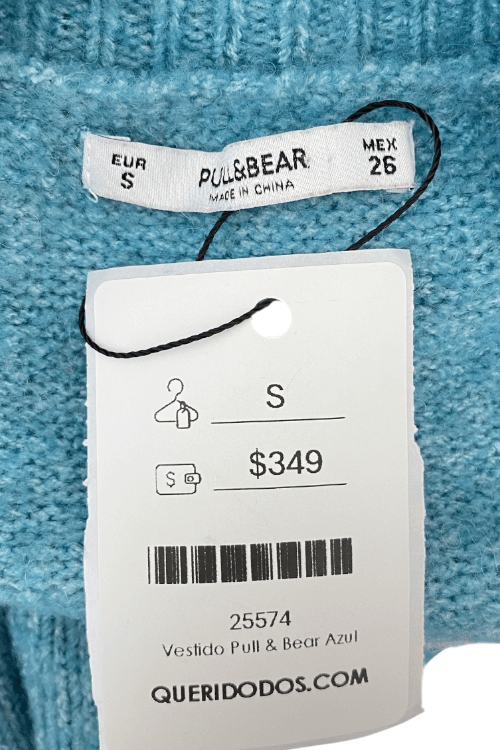 EUR
S
PULL&BEAR
MADE IN CHINA
MEX
26
S
$
$349
25574
Vestido Pull & Bear Azul
QUERIDODOS.COM